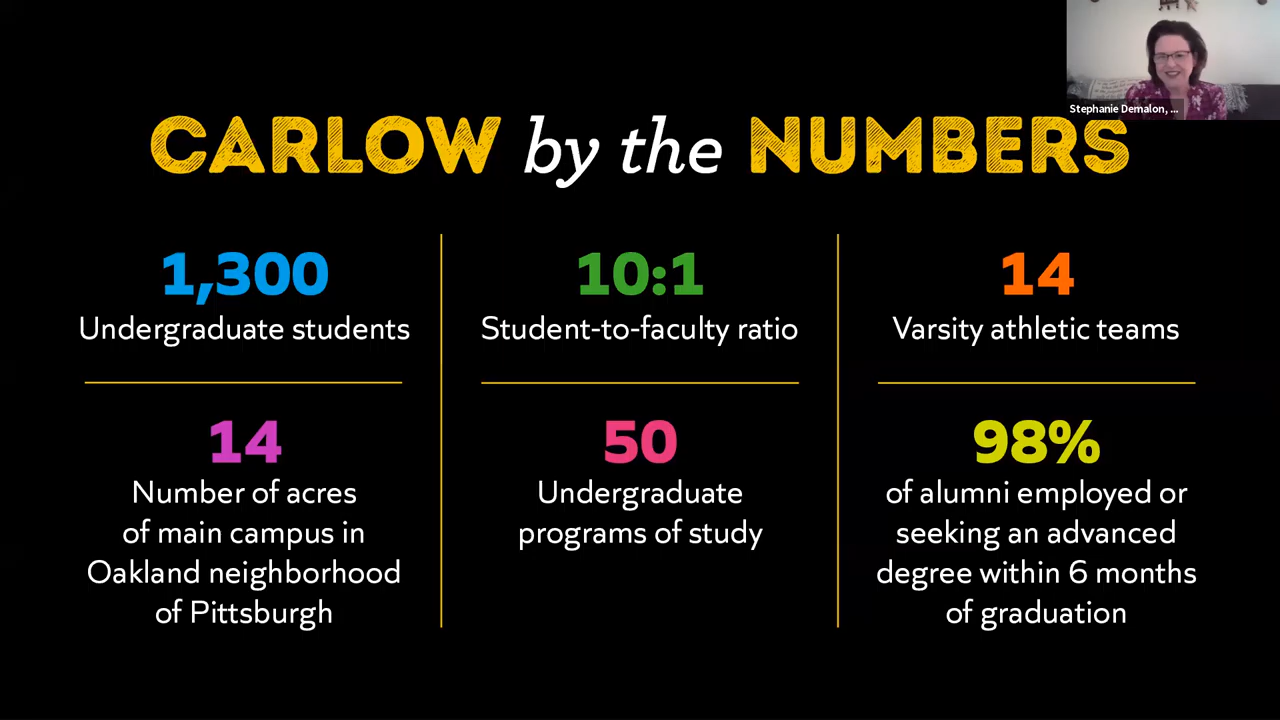 Stephanie Demalon, ...
CARLOW by the NUMBERS
1,300
Undergraduate students
10:1
Student-to-faculty ratio
14
Varsity athletic teams
14
Number of acres
of main campus in
Oakland neighborhood
of Pittsburgh
50
Undergraduate
programs of study
98%
of alumni employed or
seeking an advanced
degree within 6 months
of graduation